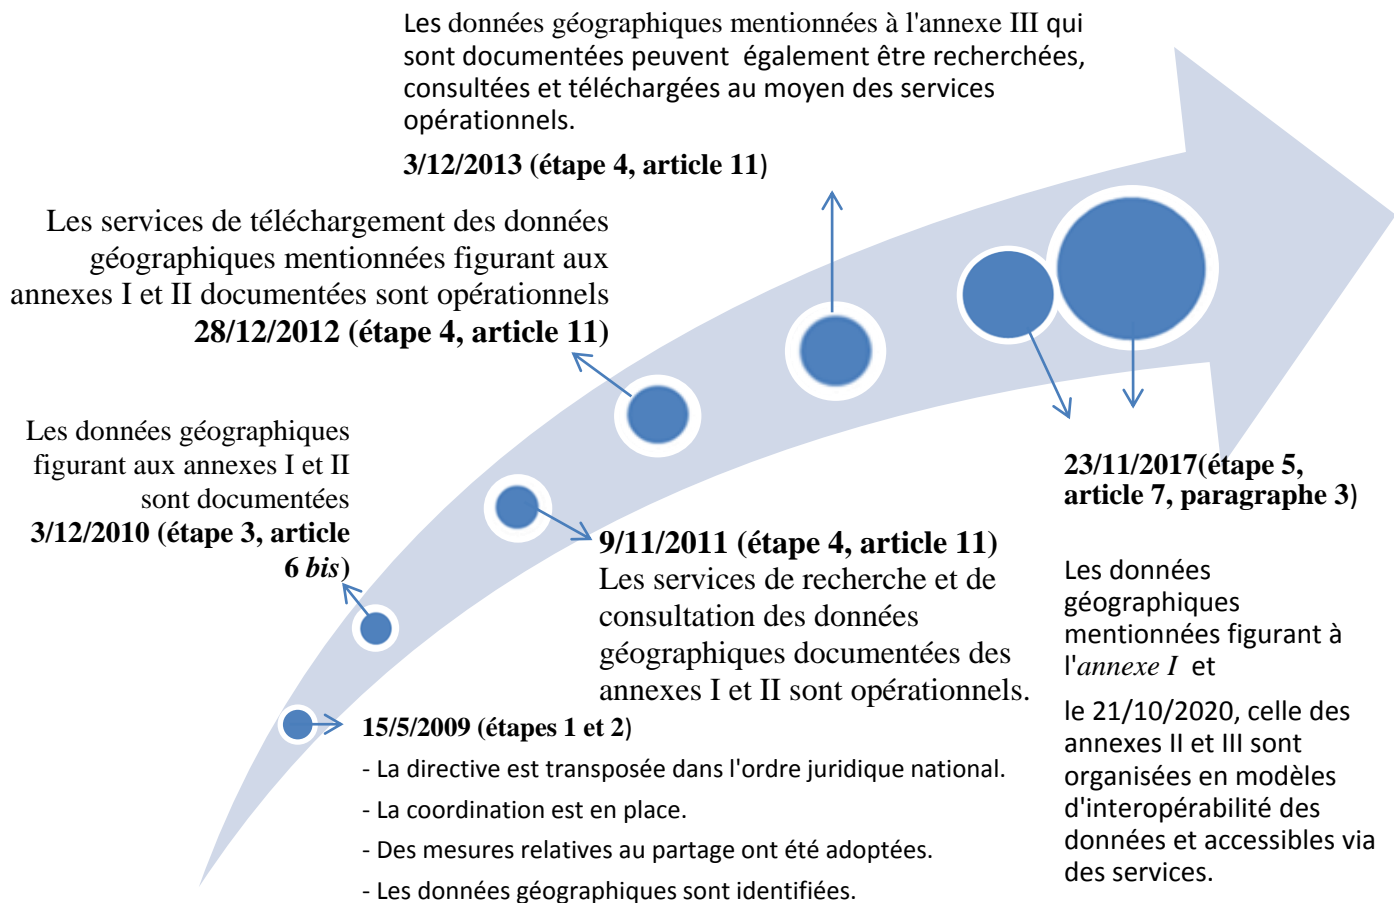 Les données géographiques mentionnées à l'annexe III qui
sont documentées peuvent également être recherchées,
consultées et téléchargées au moyen des services
opérationnels.
3/12/2013 (étape 4, article 11)
Les services de téléchargement des données
géographiques mentionnées figurant aux
annexes I et II documentées sont opérationnels
28/12/2012 (étape 4, article 11)
Les données géographiques
figurant aux annexes I et II
sont documentées
3/12/2010 (étape 3, article
6 bis)
9/11/2011 (étape 4, article 11)
Les services de recherche et de
consultation des données
géographiques documentées des
annexes I et II sont opérationnels.
15/5/2009 (étapes 1 et 2)
- La directive est transposée dans l'ordre juridique national.
- La coordination est en place.
- Des mesures relatives au partage ont été adoptées.
- Les données géographiques sont identifiées.
23/11/2017(étape 5,
article 7, paragraphe 3)
Les données
géographiques
mentionnées figurant à
l'annexe I et
le 21/10/2020, celle des
annexes II et III sont
organisées en modèles
d'interopérabilité des
données et accessibles via
des services.